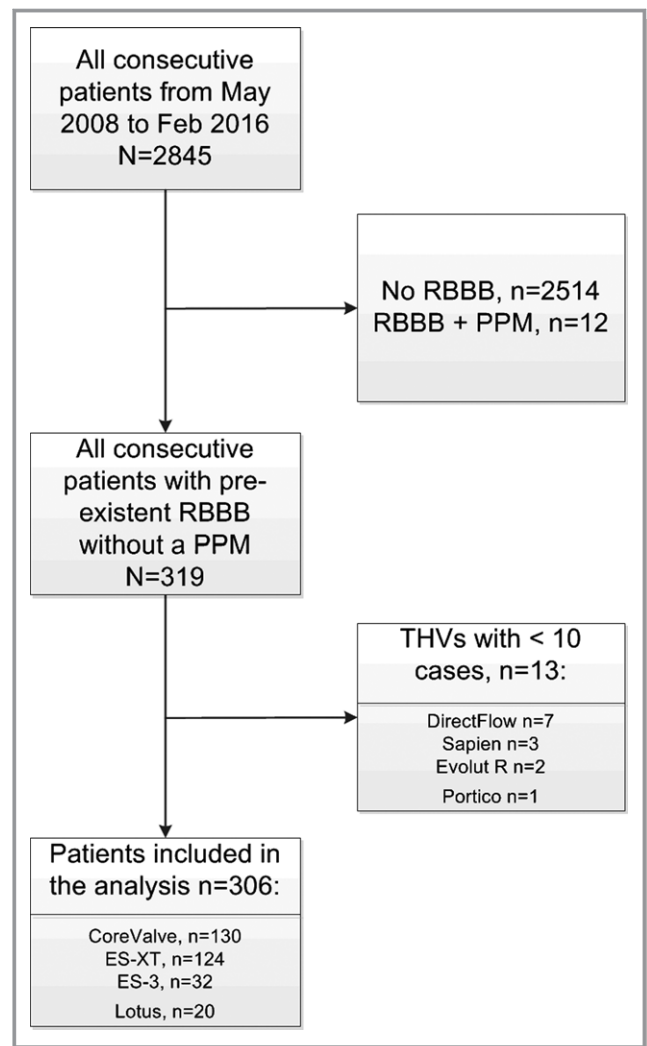 All consecutive
patients from May
2008 to Feb 2016
N=2845
No RBBB, n=2514
RBBB + PPM, n=12
All consecutive
patients with pre-
existent RBBB
without a PPM
N=319
THVs with < 10
cases, n=13:
DirectFlow n=7
Sapien n=3
Evolut R n=2
Portico n=1
Patients included in
the analysis n=306:
CoreValve, n=130
ES-XT, n=124
ES-3, n=32
Lotus, n=20